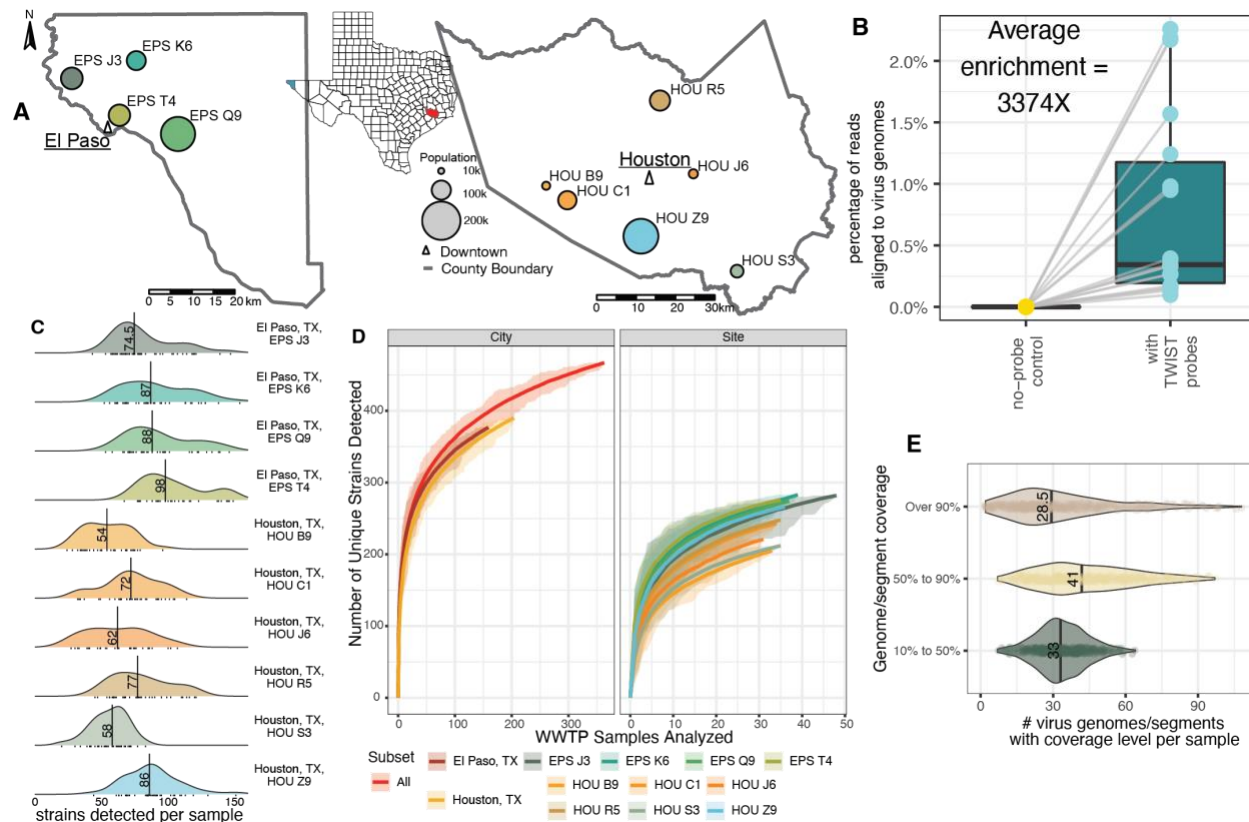 N
A
EPS J3
EPS K6
EPS T4
EPS Q9
El Paso
0 5 10 15 20 km
Population
10k
100k
200k
Downtown
County Boundary
HOU R5
Houston
HOU J6
HOU B9
HOU C1
HOU Z9
HOU S3
0 10 20 30km
B
Average
enrichment =
3374X
percentage of reads
aligned to virus genomes
2.0%
1.5%
1.0%
0.5%
0.0%
no-probe
control
with
TWIST
probes
C
74.5
El Paso, TX,
EPS J3
87
El Paso, TX,
EPS K6
88
El Paso, TX,
EPS Q9
98
El Paso, TX,
EPS T4
54
Houston, TX,
HOU B9
72
Houston, TX,
HOU C1
62
Houston, TX,
HOU J6
77
Houston, TX,
HOU R5
58
Houston, TX,
HOU S3
86
Houston, TX,
HOU Z9
0 50 100 150
strains detected per sample
D
City
Site
Number of Unique Strains Detected
400
300
200
100
0
0 100 200 300
0 10 20 30 40 50
WWTP Samples Analyzed
Subset
All
El Paso, TX
Houston, TX
EPS J3
EPS K6
EPS Q9
EPS T4
HOU B9
HOU C1
HOU J6
HOU R5
HOU S3
HOU Z9
E
Genome/segment coverage
Over 90%
28.5
50% to 90%
41
10% to 50%
33
0 30 60 90
# virus genomes/segments
with coverage level per sample